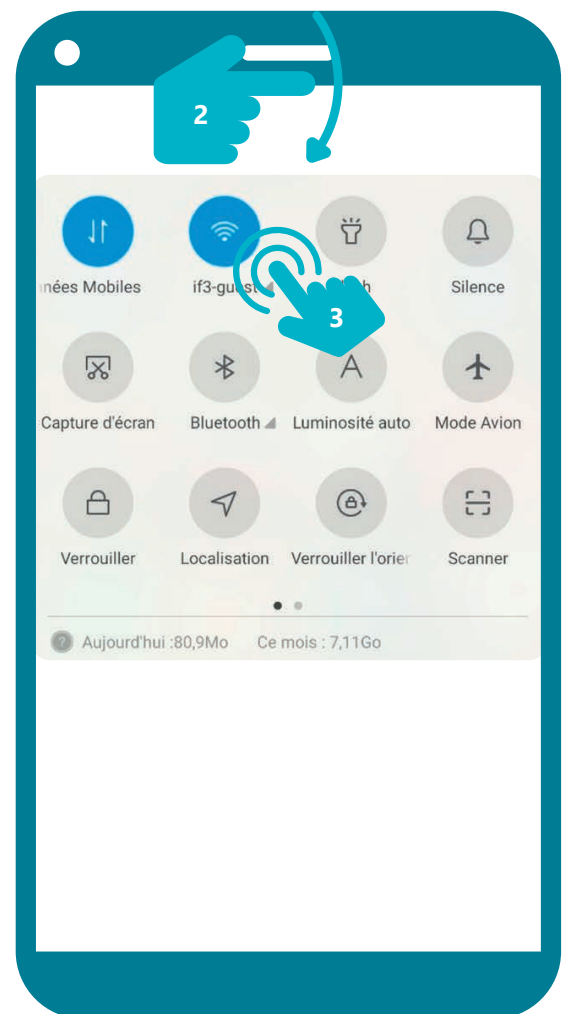 2
if3-guest
Silence
3
Mobiles
Capture d'écran
Bluetooth
Luminosité auto
Mode Avion
Verrouiller
Localisation
Verrouiller l'orier
Scanner
? Aujourd'hui :80,9Mo
Ce mois : 7,11Go